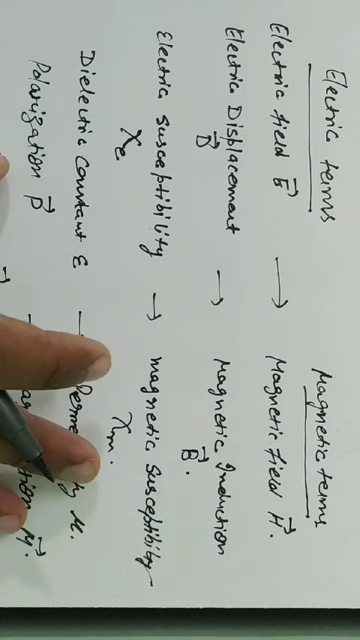 Electric terms Magnetic terms
Electric field E⃗ → Magnetic field H⃗.
Electric Displacement D⃗ → Magnetic Induction B⃗.
Electric susceptibility χe → magnetic susceptibility χm.
Dielectric constant ε μ.
Polarization P⃗ M⃗.